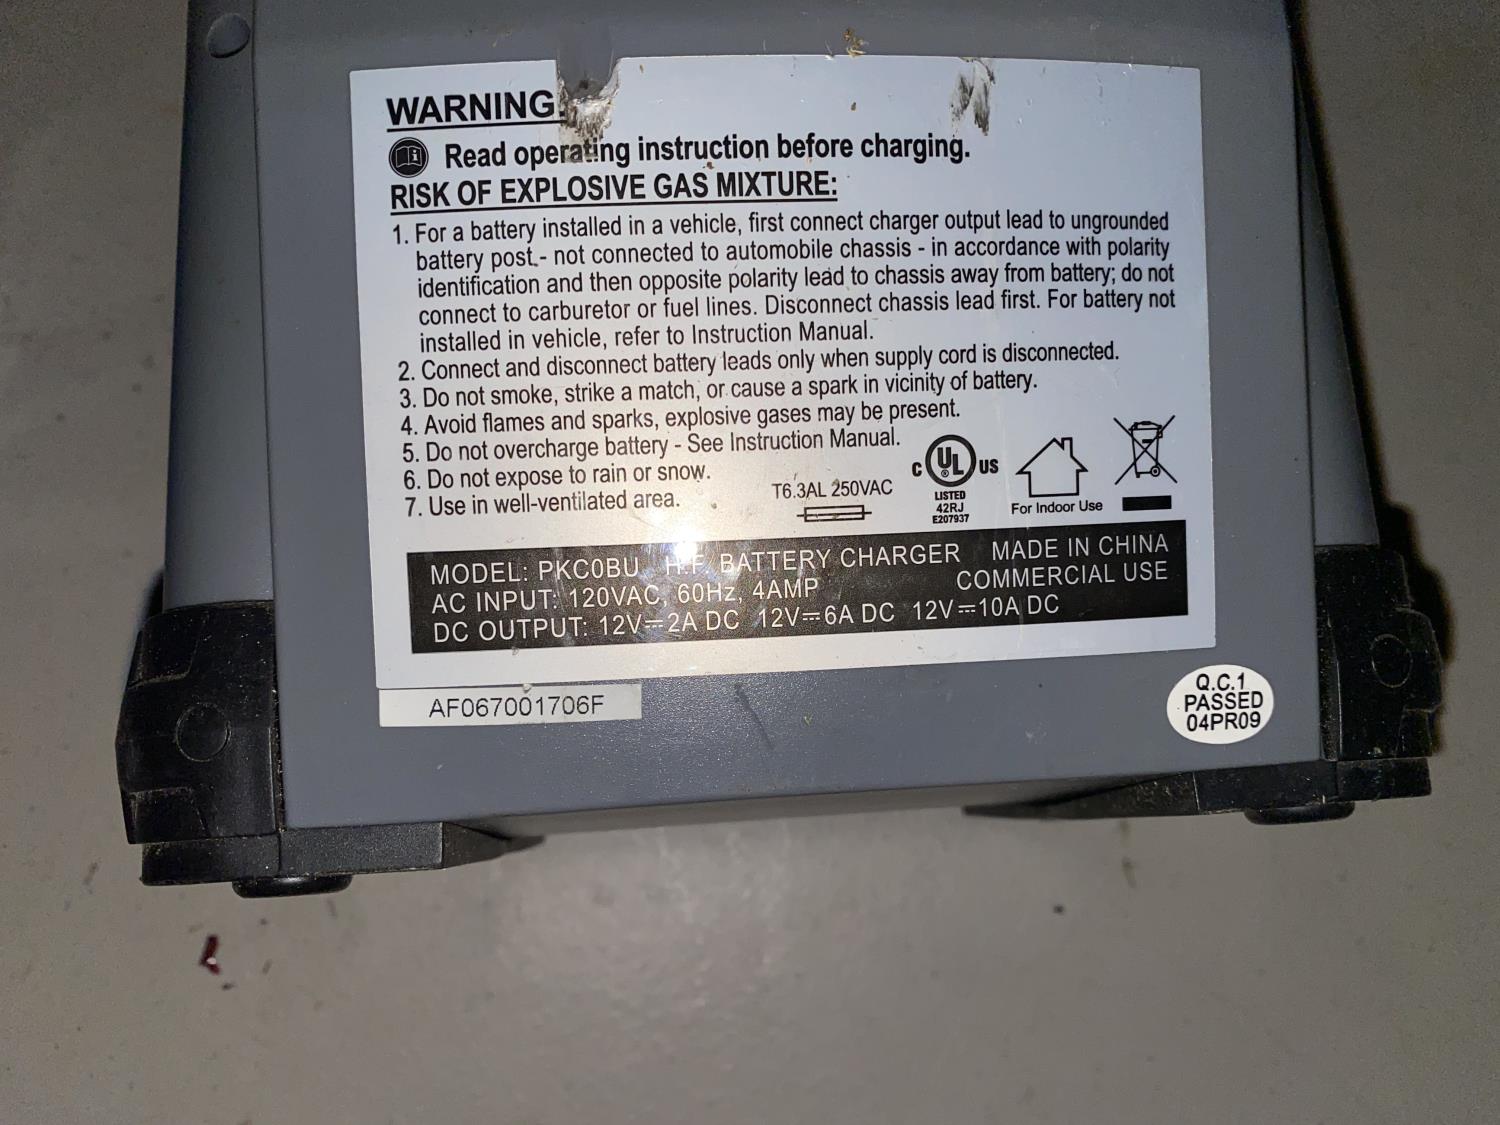 WARNING:
Read operating instruction before charging.
RISK OF EXPLOSIVE GAS MIXTURE:
1. For a battery installed in a vehicle, first connect charger output lead to ungrounded
battery post - not connected to automobile chassis - in accordance with polarity
identification and then opposite polarity lead to chassis away from battery; do not
connect to carburetor or fuel lines. Disconnect chassis lead first. For battery not
installed in vehicle, refer to Instruction Manual.
2. Connect and disconnect battery leads only when supply cord is disconnected.
3. Do not smoke, strike a match, or cause a spark in vicinity of battery.
4. Avoid flames and sparks, explosive gases may be present.
5. Do not overcharge battery - See Instruction Manual.
6. Do not expose to rain or snow.
7. Use in well-ventilated area.
T6.3AL 250VAC
C UL ® US
LISTED
42RJ
E207937
For Indoor Use
MODEL: PKC0BU H.F. BATTERY CHARGER MADE IN CHINA
AC INPUT: 120VAC, 60Hz, 4AMP COMMERCIAL USE
DC OUTPUT: 12V⎓2A DC 12V⎓6A DC 12V⎓10A DC
AF067001706F
Q.C.1
PASSED
04PR09